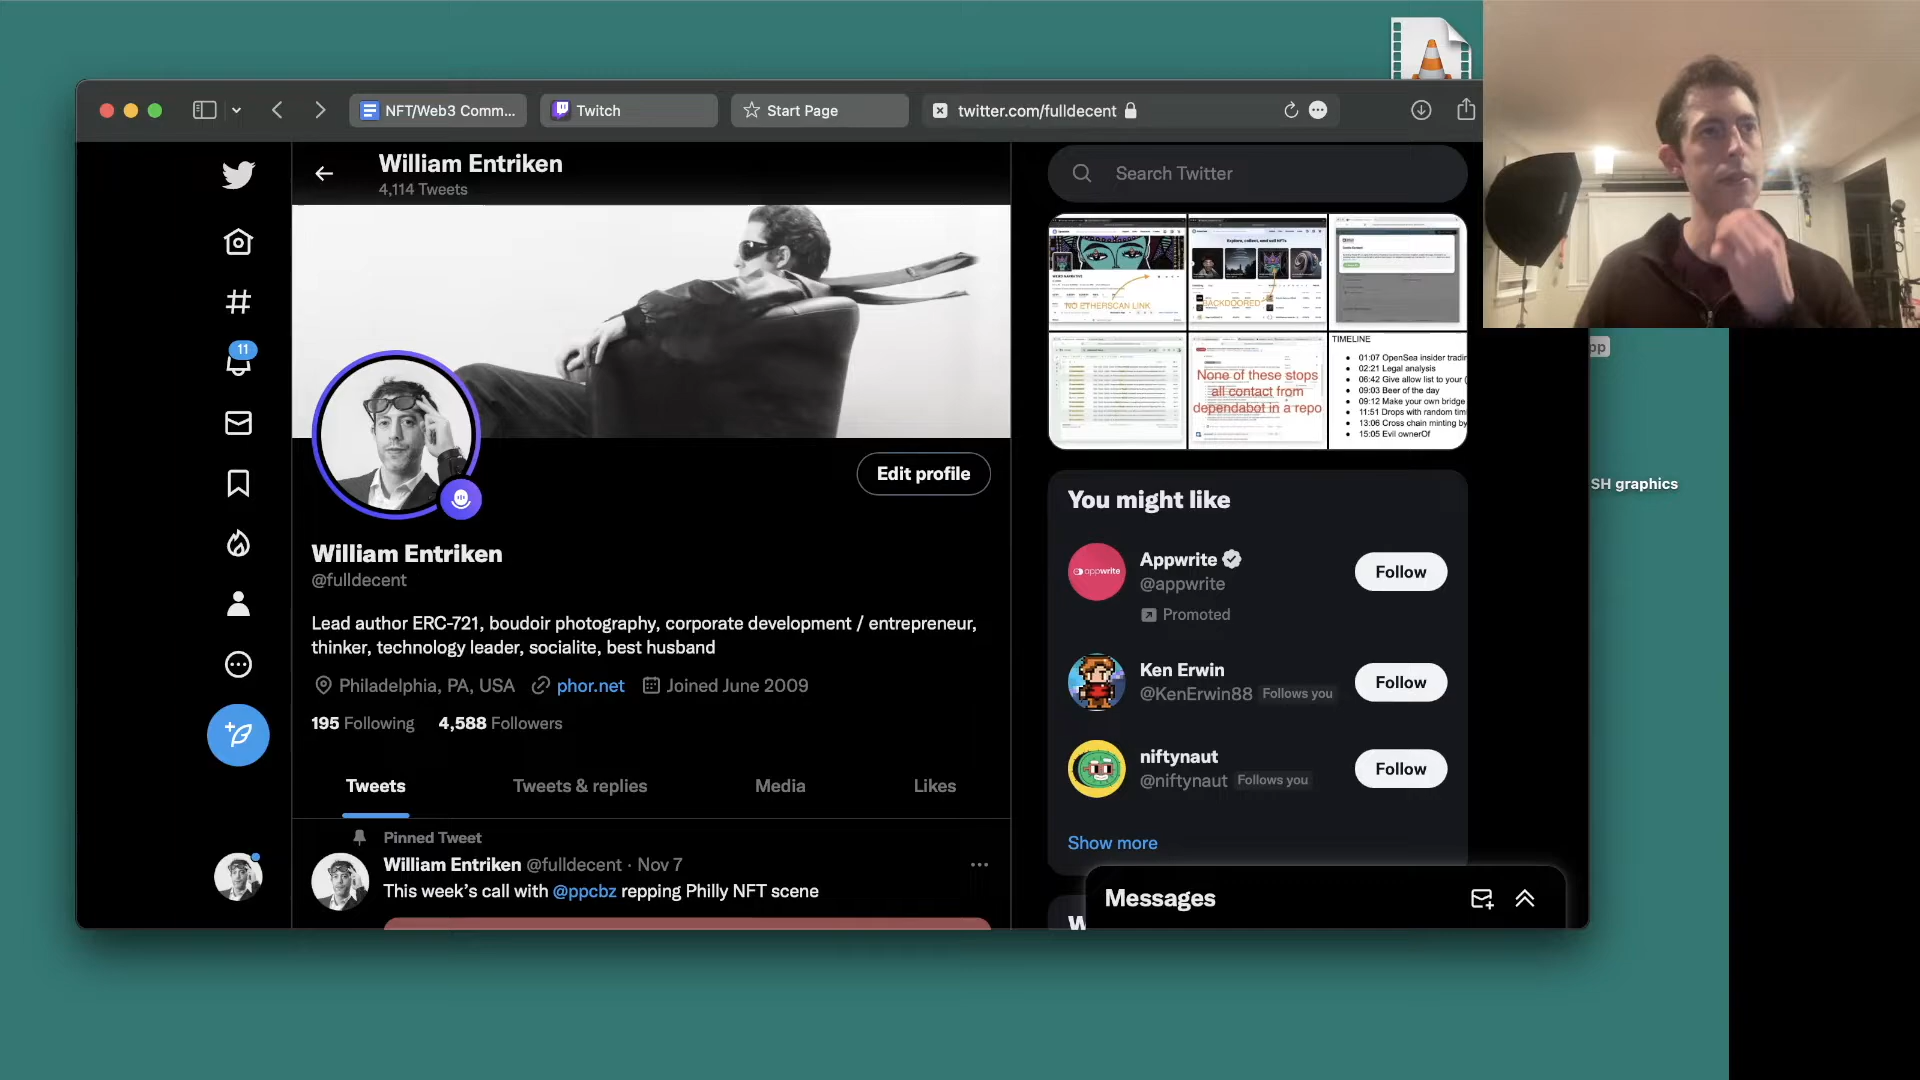 NFT/Web3 Comm...
Twitch
Start Page
twitter.com/fulldecent
William Entriken
4,114 Tweets
Search Twitter
NO ETHERSCAN LINK
Explore, collect, and sell NFTs
BACKDOORED
None of these stops
all contact from
dependabot in a repo
TIMELINE
01:07 OpenSea insider tradin
02:21 Legal analysis
06:42 Give allow list to your (
09:03 Beer of the day
09:12 Make your own bridge
11:51 Drops with random tim
13:06 Cross chain minting by
15:05 Evil ownerOf
11
Edit profile
William Entriken
@fulldecent
Lead author ERC-721, boudoir photography, corporate development / entrepreneur,
thinker, technology leader, socialite, best husband
Philadelphia, PA, USA
phor.net
Joined June 2009
195 Following
4,588 Followers
Tweets
Tweets & replies
Media
Likes
Pinned Tweet
William Entriken @fulldecent · Nov 7
This week's call with @ppcbz repping Philly NFT scene
You might like
appwrite
Appwrite
@appwrite
Promoted
Follow
Ken Erwin
@KenErwin88 Follows you
Follow
niftynaut
@niftynaut Follows you
Follow
Show more
Messages
W
pp
SH graphics